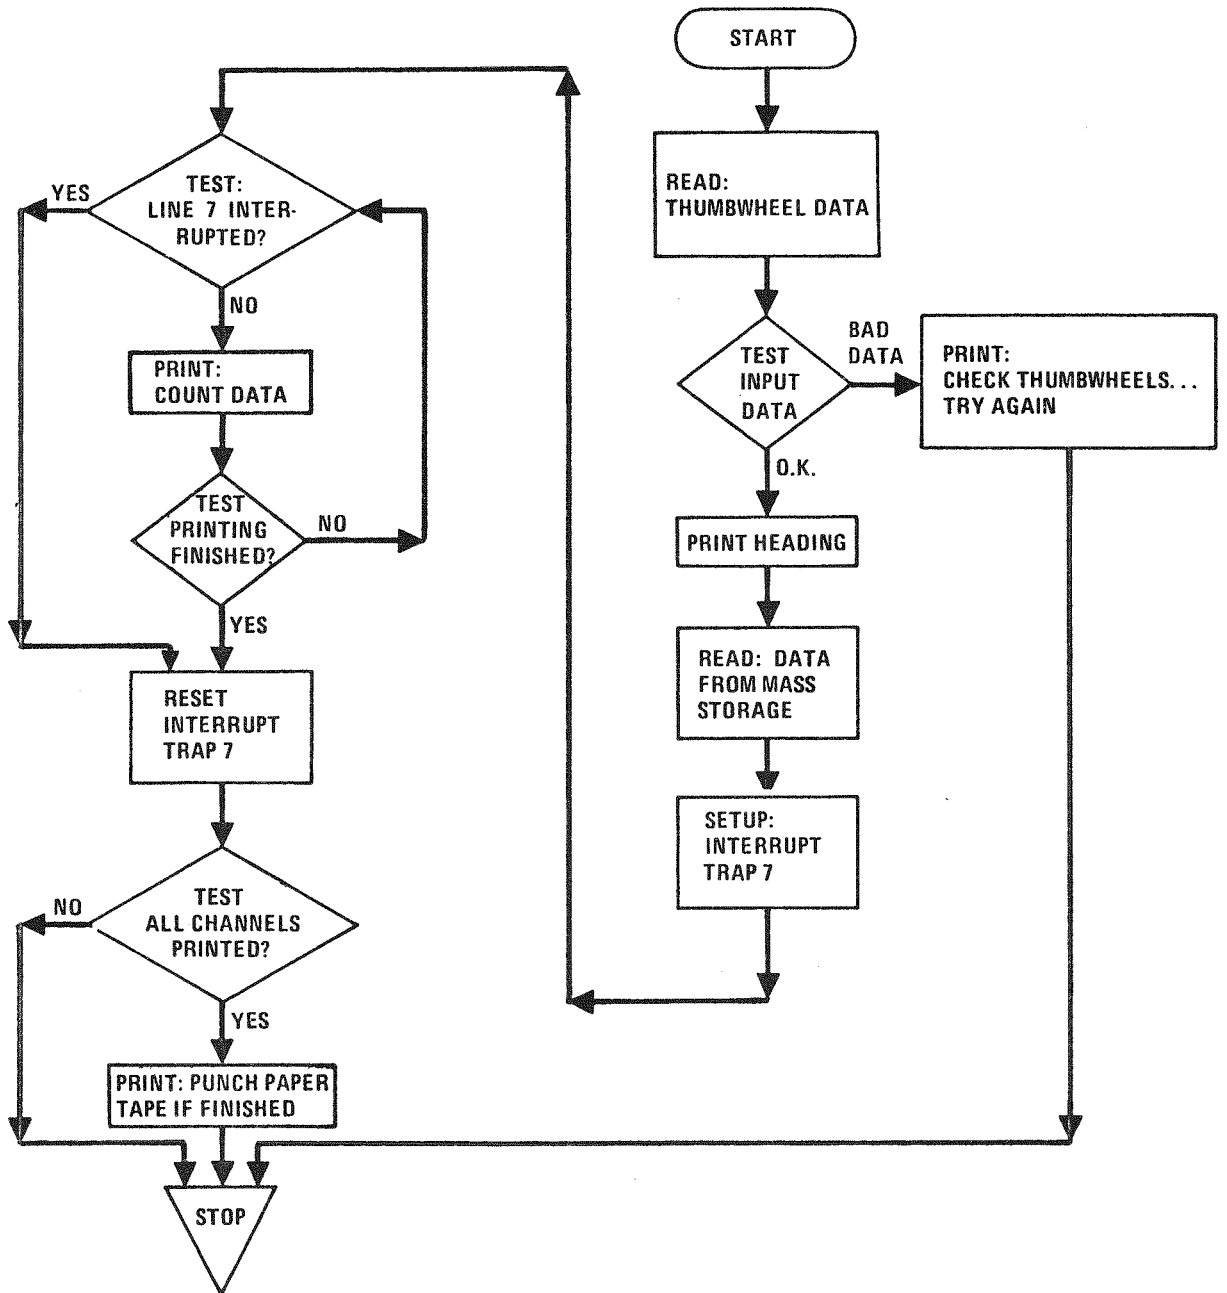 START
READ:
THUMBWHEEL DATA
TEST
INPUT
DATA
BAD
DATA
PRINT:
CHECK THUMBWHEELS...
TRY AGAIN
O.K.
PRINT HEADING
READ: DATA
FROM MASS
STORAGE
SETUP:
INTERRUPT
TRAP 7
TEST:
LINE 7 INTER-
RUPTED?
YES
NO
PRINT:
COUNT DATA
TEST
PRINTING
FINISHED?
NO
YES
RESET
INTERRUPT
TRAP 7
TEST
ALL CHANNELS
PRINTED?
NO
YES
PRINT: PUNCH PAPER
TAPE IF FINISHED
STOP